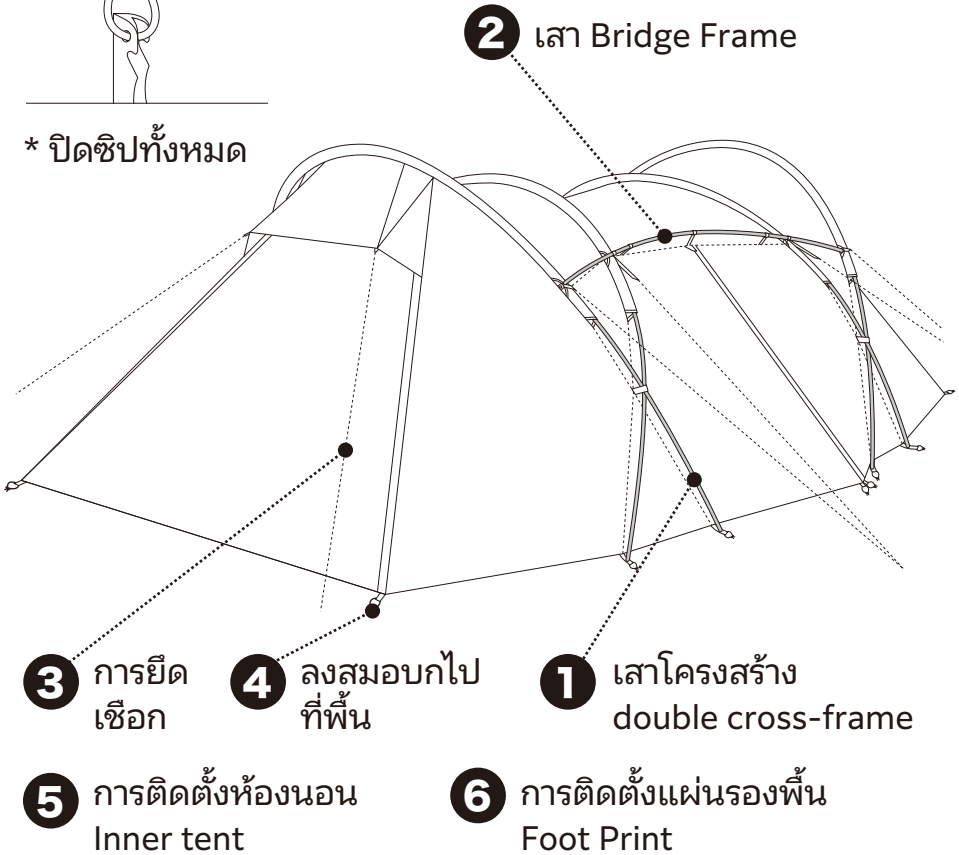 2 เสา Bridge Frame
* ปิดซิปทั้งหมด
3 การยึด
เชือก
4 ลงสมอบกไป
ที่พื้น
1 เสาโครงสร้าง
double cross-frame
5 การติดตั้งห้องนอน
Inner tent
6 การติดตั้งแผ่นรองพื้น
Foot Print